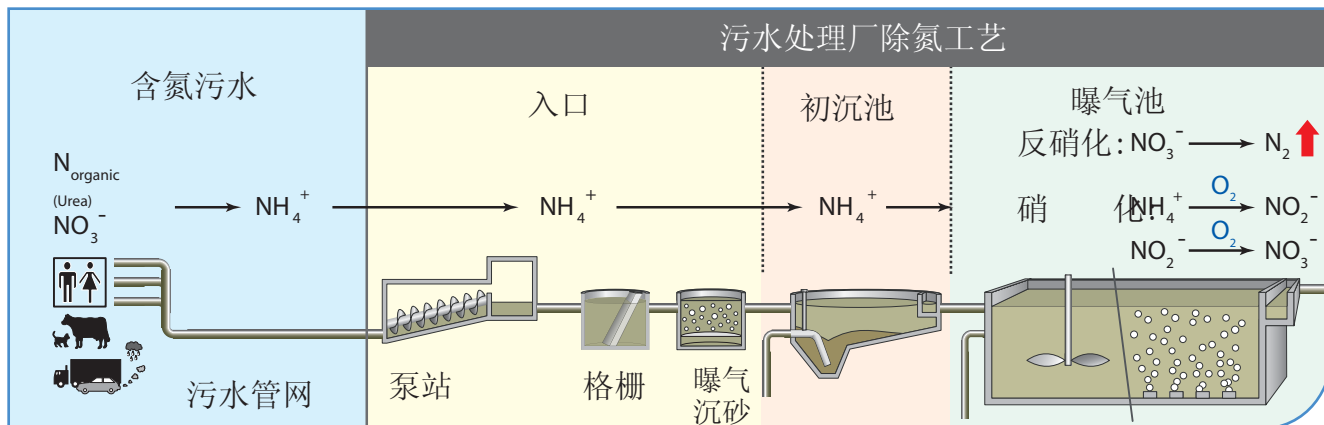 污水处理厂除氮工艺
含氮污水
入口
初沉池
曝气池
反硝化: NO₃⁻ → N₂
N organic
(Urea)
NO₃⁻
NH₄⁺
NH₄⁺
NH₄⁺
硝 化: NH₄⁺ O₂ → NO₂⁻
NO₂⁻ O₂ → NO₃⁻
污水管网
泵站
格栅
曝气
沉砂